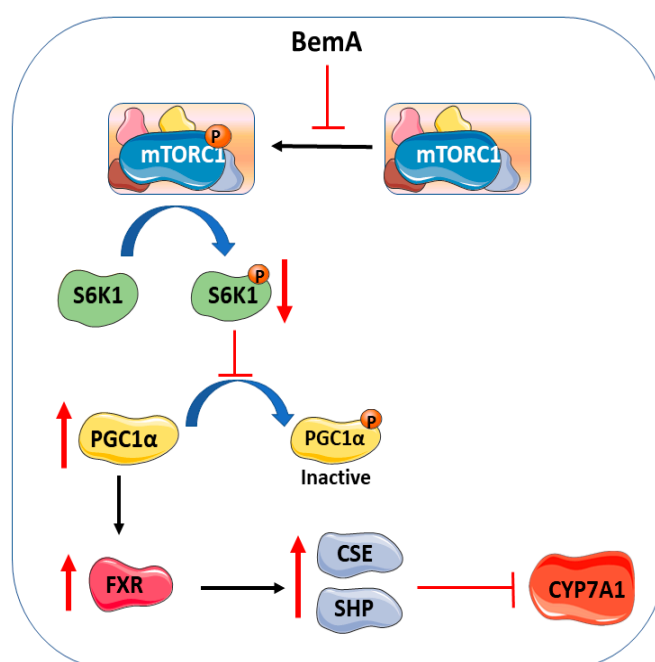 BemA
P
mTORC1
mTORC1
S6K1
P
S6K1
PGC1α
P
PGC1α
Inactive
FXR
CSE
SHP
CYP7A1